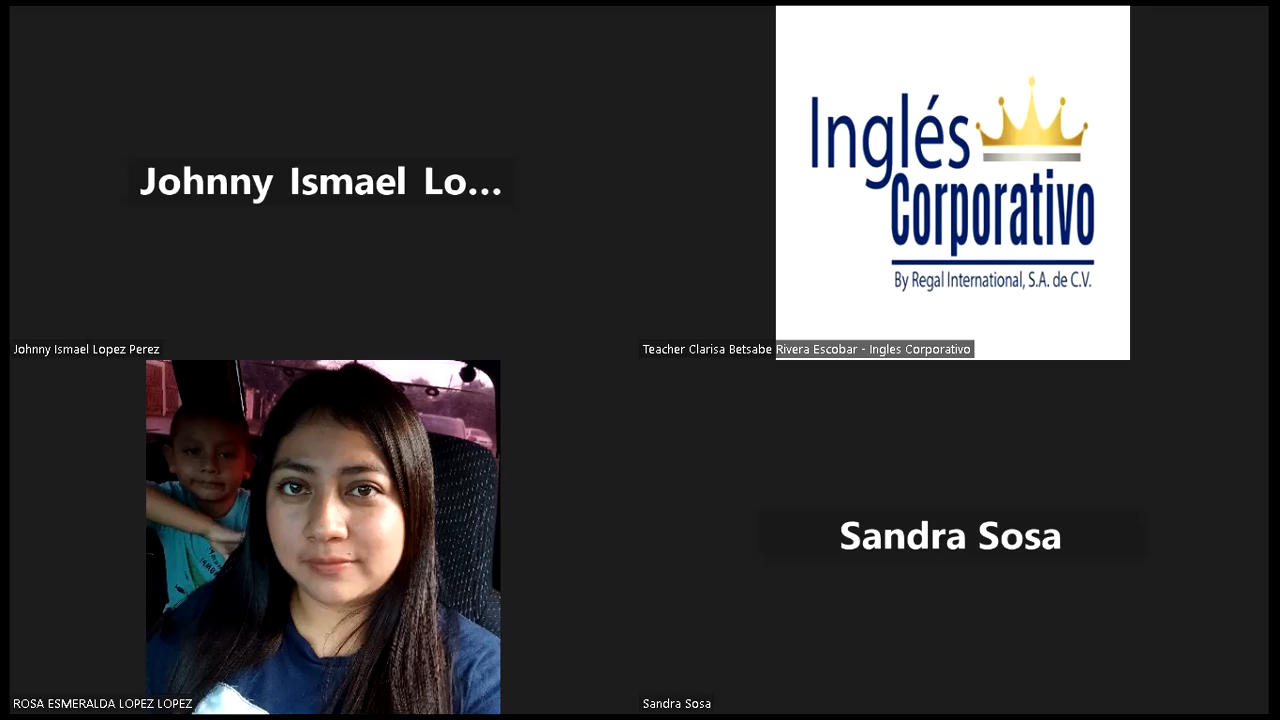 Johnny Ismael Lo...
Inglés
Corporativo
By Regal International, S.A. de C.V.
Johnny Ismael Lopez Perez
Teacher Clarisa Betsabe Rivera Escobar - Ingles Corporativo
Sandra Sosa
ROSA ESMERALDA LOPEZ LOPEZ
Sandra Sosa